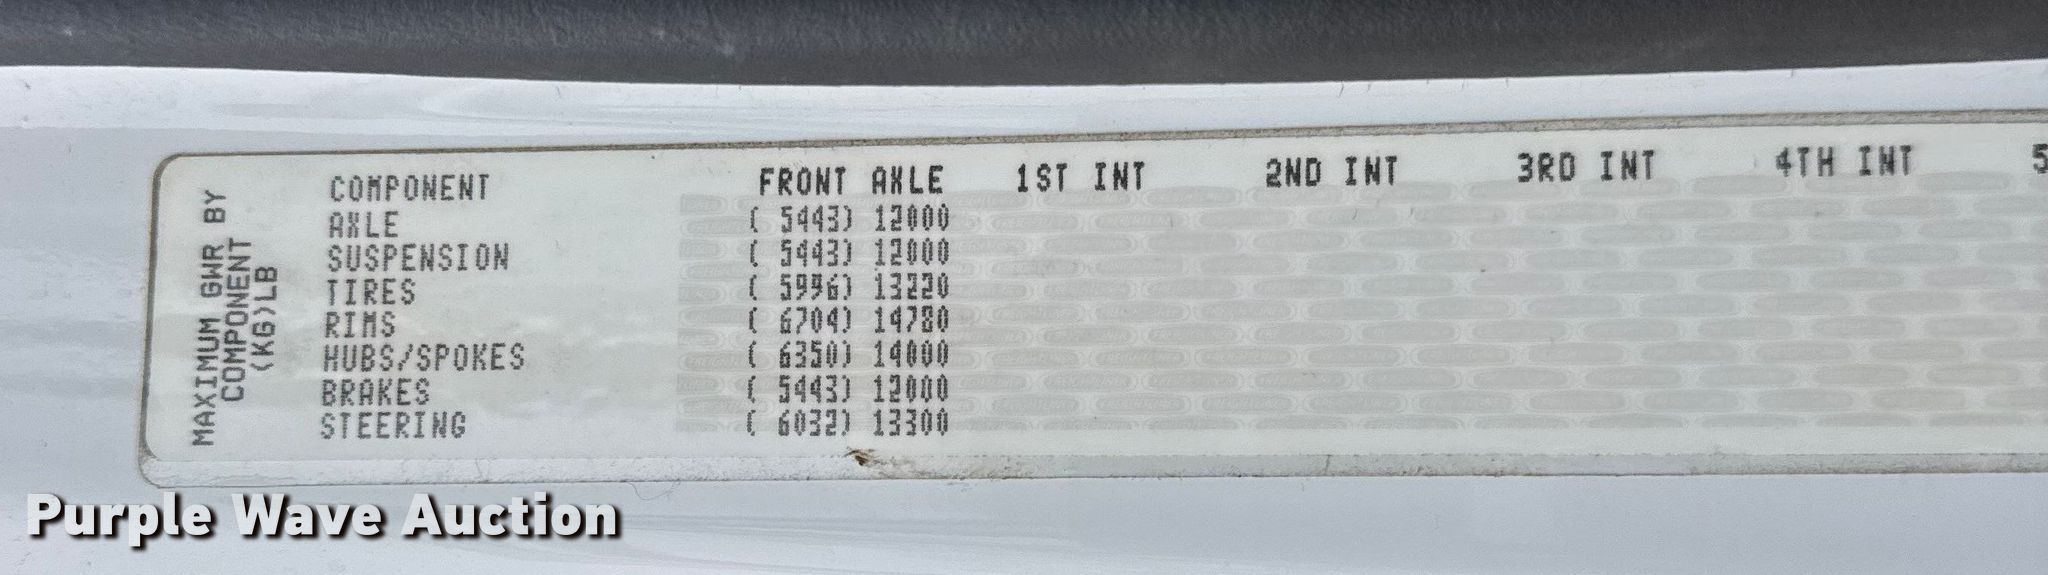 MAXIMUM GWR BY
COMPONENT
(KG)LB
COMPONENT FRONT AXLE 1ST INT 2ND INT 3RD INT 4TH INT 5
AXLE ( 5443) 12000
SUSPENSION ( 5443) 12000
TIRES ( 5996) 13220
RIMS ( 6704) 14780
HUBS/SPOKES ( 6350) 14000
BRAKES ( 5443) 12000
STEERING ( 6032) 13300
Purple Wave Auction